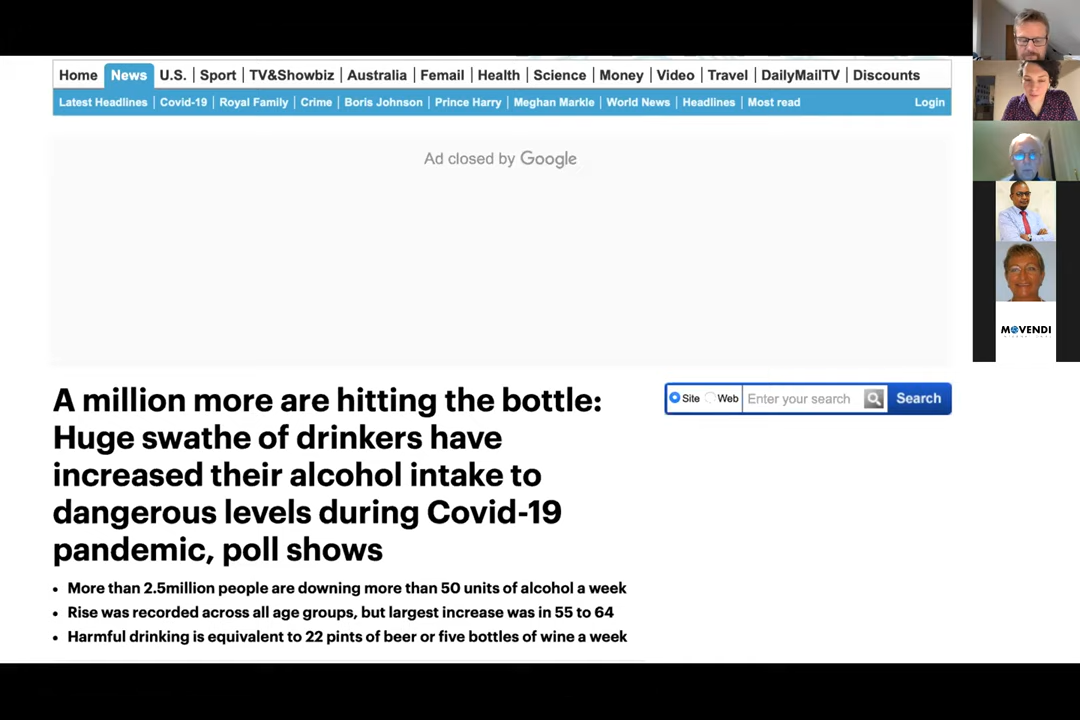 Home News U.S. Sport TV&Showbiz Australia Femail Health Science Money Video Travel DailyMailTV Discounts
Latest Headlines Covid-19 Royal Family Crime Boris Johnson Prince Harry Meghan Markle World News Headlines Most read Login
Ad closed by Google
A million more are hitting the bottle:
Huge swathe of drinkers have
increased their alcohol intake to
dangerous levels during Covid-19
pandemic, poll shows
Site Web Enter your search Search
• More than 2.5million people are downing more than 50 units of alcohol a week
• Rise was recorded across all age groups, but largest increase was in 55 to 64
• Harmful drinking is equivalent to 22 pints of beer or five bottles of wine a week
MOVENDI